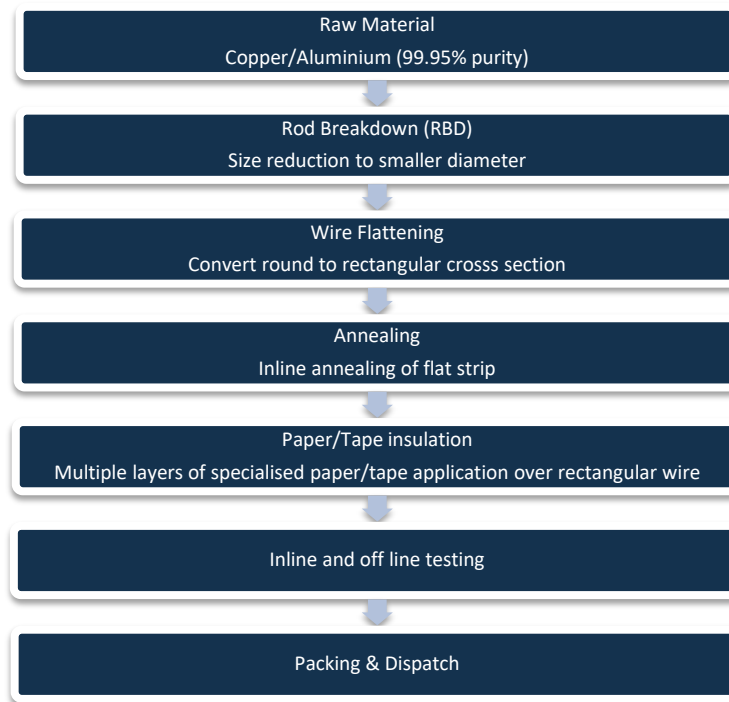 Raw Material
Copper/Aluminium (99.95% purity)
Rod Breakdown (RBD)
Size reduction to smaller diameter
Wire Flattening
Convert round to rectangular crosss section
Annealing
Inline annealing of flat strip
Paper/Tape insulation
Multiple layers of specialised paper/tape application over rectangular wire
Inline and off line testing
Packing & Dispatch